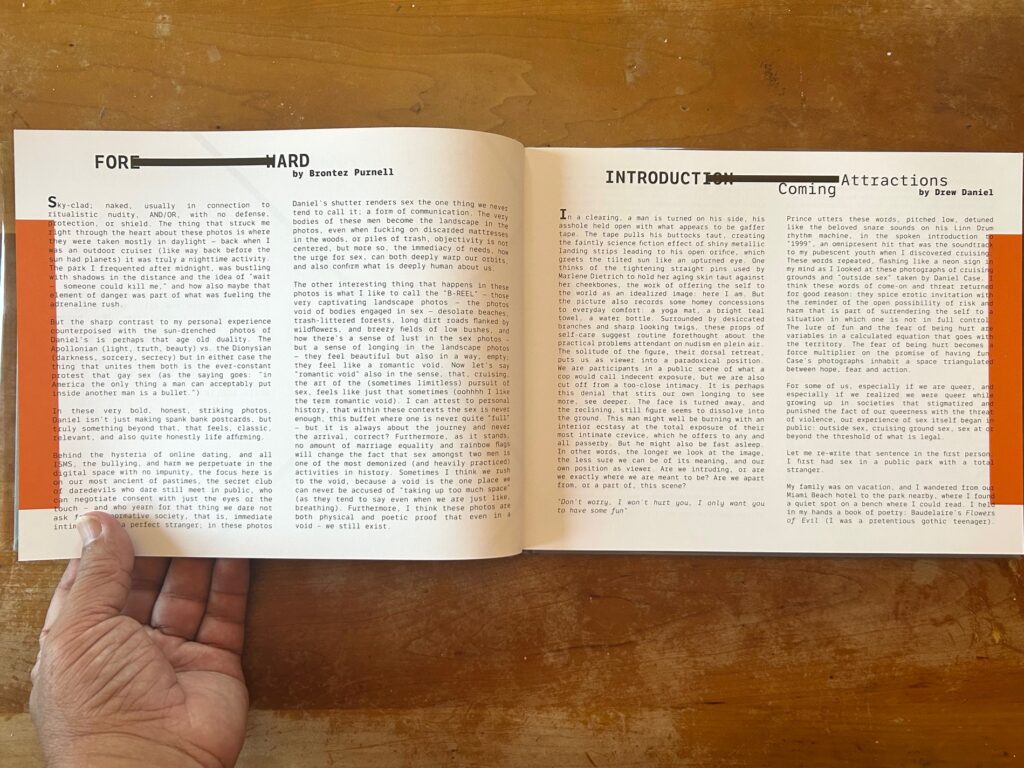 FORE WARD
by Brontez Purnell
Sky-clad; naked, usually in connection to
ritualistic nudity, AND/OR, with no defense,
protection, or shield. The thing that struck me
right through the heart about these photos is where
they were taken mostly in daylight – back when I
was an outdoor cruiser (like way back before the
sun had planets) it was truly a nighttime activity.
The park I frequented after midnight, was bustling
with shadows in the distance and the idea of "wait
– someone could kill me," and how also maybe that
element of danger was part of what was fueling the
adrenaline rush.
But the sharp contrast to my personal experience
counterpoised with the sun-drenched photos of
Daniel's is perhaps that age old duality. The
Apollonian (light, truth, beauty) vs. the Dionysian
(darkness, sorcery, secrecy) but in either case the
thing that unites them both is the ever-constant
protest that gay sex (as the saying goes: "in
America the only thing a man can acceptably put
inside another man is a bullet.")
In these very bold, honest, striking photos,
Daniel isn't just making spank bank postcards, but
truly something beyond that, that feels, classic,
relevant, and also quite honestly life affirming.
Behind the hysteria of online dating, and all
ISMS, the bullying, and harm we perpetuate in the
digital space with no impunity, the focus here is
on our most ancient of pastimes, the secret club
of daredevils who dare still meet in public, who
can negotiate consent with just the eyes or the
touch – and who yearn for that thing we dare not
ask normative society, that is, immediate
a perfect stranger; in these photos
Daniel's shutter renders sex the one thing we never
tend to call it; a form of communication. The very
bodies of these men become the landscape in the
photos, even when fucking on discarded mattresses
in the woods, or piles of trash, objectivity is not
centered, but more so, the immediacy of needs, how
the urge for sex, can both deeply warp our orbits,
and also confirm what is deeply human about us.
The other interesting thing that happens in these
photos is what I like to call the "B-REEL" – those
very captivating landscape photos – the photos
void of bodies engaged in sex – desolate beaches,
trash-littered forests, long dirt roads flanked by
wildflowers, and breezy fields of low bushes, and
how there's a sense of lust in the sex photos –
but a sense of longing in the landscape photos
– they feel beautiful but also in a way, empty;
they feel like a romantic void. Now let's say
"romantic void" also in the sense, that, cruising,
the art of the (sometimes limitless) pursuit of
sex, feels like just that sometimes (oohhhh I like
the term romantic void). I can attest to personal
history, that within these contexts the sex is never
enough, this buffet where one is never quite "full"
– but it is always about the journey and never
the arrival, correct? Furthermore, as it stands,
no amount of marriage equality and rainbow flags
will change the fact that sex amongst two men is
one of the most demonized (and heavily practiced)
activities in history. Sometimes I think we rush
to the void, because a void is the one place we
can never be accused of "taking up too much space"
(as they tend to say even when we are just like,
breathing). Furthermore, I think these photos are
both physical and poetic proof that even in a
void – we still exist.
INTRODUCTION
Coming Attractions
by Drew Daniel
In a clearing, a man is turned on his side, his
asshole held open with what appears to be gaffer
tape. The tape pulls his buttocks taut, creating
the faintly science fiction effect of shiny metallic
landing strips leading to his open orifice, which
greets the tilted sun like an upturned eye. One
thinks of the tightening straight pins used by
Marlene Dietrich to hold her aging skin taut against
her cheekbones, the work of offering the self to
the world as an idealized image: here I am. But
the picture also records some homey concessions
to everyday comfort: a yoga mat, a bright teal
towel, a water bottle. Surrounded by desiccated
branches and sharp looking twigs, these props of
self-care suggest routine forethought about the
practical problems attendant on nudism en plein air.
The solitude of the figure, their dorsal retreat,
puts us as viewer into a paradoxical position.
We are participants in a public scene of what a
cop would call indecent exposure, but we are also
cut off from a too-close intimacy. It is perhaps
this denial that stirs our own longing to see
more, see deeper. The face is turned away, and
the reclining, still figure seems to dissolve into
the ground. This man might well be burning with an
interior ecstasy at the total exposure of their
most intimate crevice, which he offers to any and
all passerby. But he might also be fast asleep.
In other words, the longer we look at the image,
the less sure we can be of its meaning, and our
own position as viewer. Are we intruding, or are
we exactly where we are meant to be? Are we apart
from, or a part of, this scene?
"Don't worry, I won't hurt you, I only want you
to have some fun"
Prince utters these words, pitched low, detuned
like the beloved snare sounds on his Linn Drum
rhythm machine, in the spoken introduction to
"1999", an omnipresent hit that was the soundtrack
to my pubescent youth when I discovered cruising.
These words repeated, flashing like a neon sign in
my mind as I looked at these photographs of cruising
grounds and "outside sex" taken by Daniel Case. I
think these words of come-on and threat returned
for good reason: they spice erotic invitation with
the reminder of the open possibility of risk and
harm that is part of surrendering the self to a
situation in which one is not in full control.
The lure of fun and the fear of being hurt are
variables in a calculated equation that goes with
the territory. The fear of being hurt becomes a
force multiplier on the promise of having fun.
Case's photographs inhabit a space triangulated
between hope, fear and action.
For some of us, especially if we are queer, and
especially if we realized we were queer while
growing up in societies that stigmatized and
punished the fact of our queerness with the threat
of violence, our experience of sex itself began in
public: outside sex, cruising ground sex, sex at or
beyond the threshold of what is legal.
Let me re-write that sentence in the first person:
I first had sex in a public park with a total
stranger.
My family was on vacation, and I wandered from our
Miami Beach hotel to the park nearby, where I found
a quiet spot on a bench where I could read. I held
in my hands a book of poetry: Baudelaire's Flowers
of Evil (I was a pretentious gothic teenager).